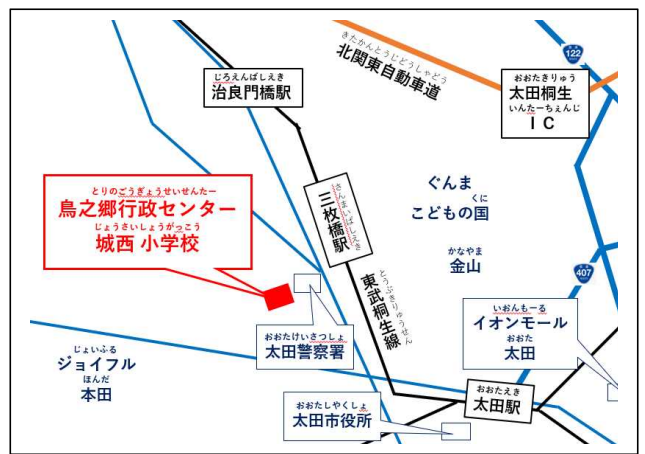 きたかんとうじどうしゃどう
北関東自動車道
122
じろえんばしえき
治良門橋駅
おおたきりゅう
太田桐生
いんたーちぇんじ
ＩＣ
とりのごうぎょうせいせんたー
鳥之郷行政センター
じょうさいしょうがっこう
城西 小学校
さんまいばしえき
三枚橋駅
ぐんま
くに
こどもの国
かなやま
金山
407
とうぶきりゅうせん
東武桐生線
いおんもーる
イオンモール
おおた
太田
おおたけいさつしょ
太田警察署
じょいふる
ジョイフル
ほんだ
本田
おおたえき
太田駅
おおたしやくしょ
太田市役所